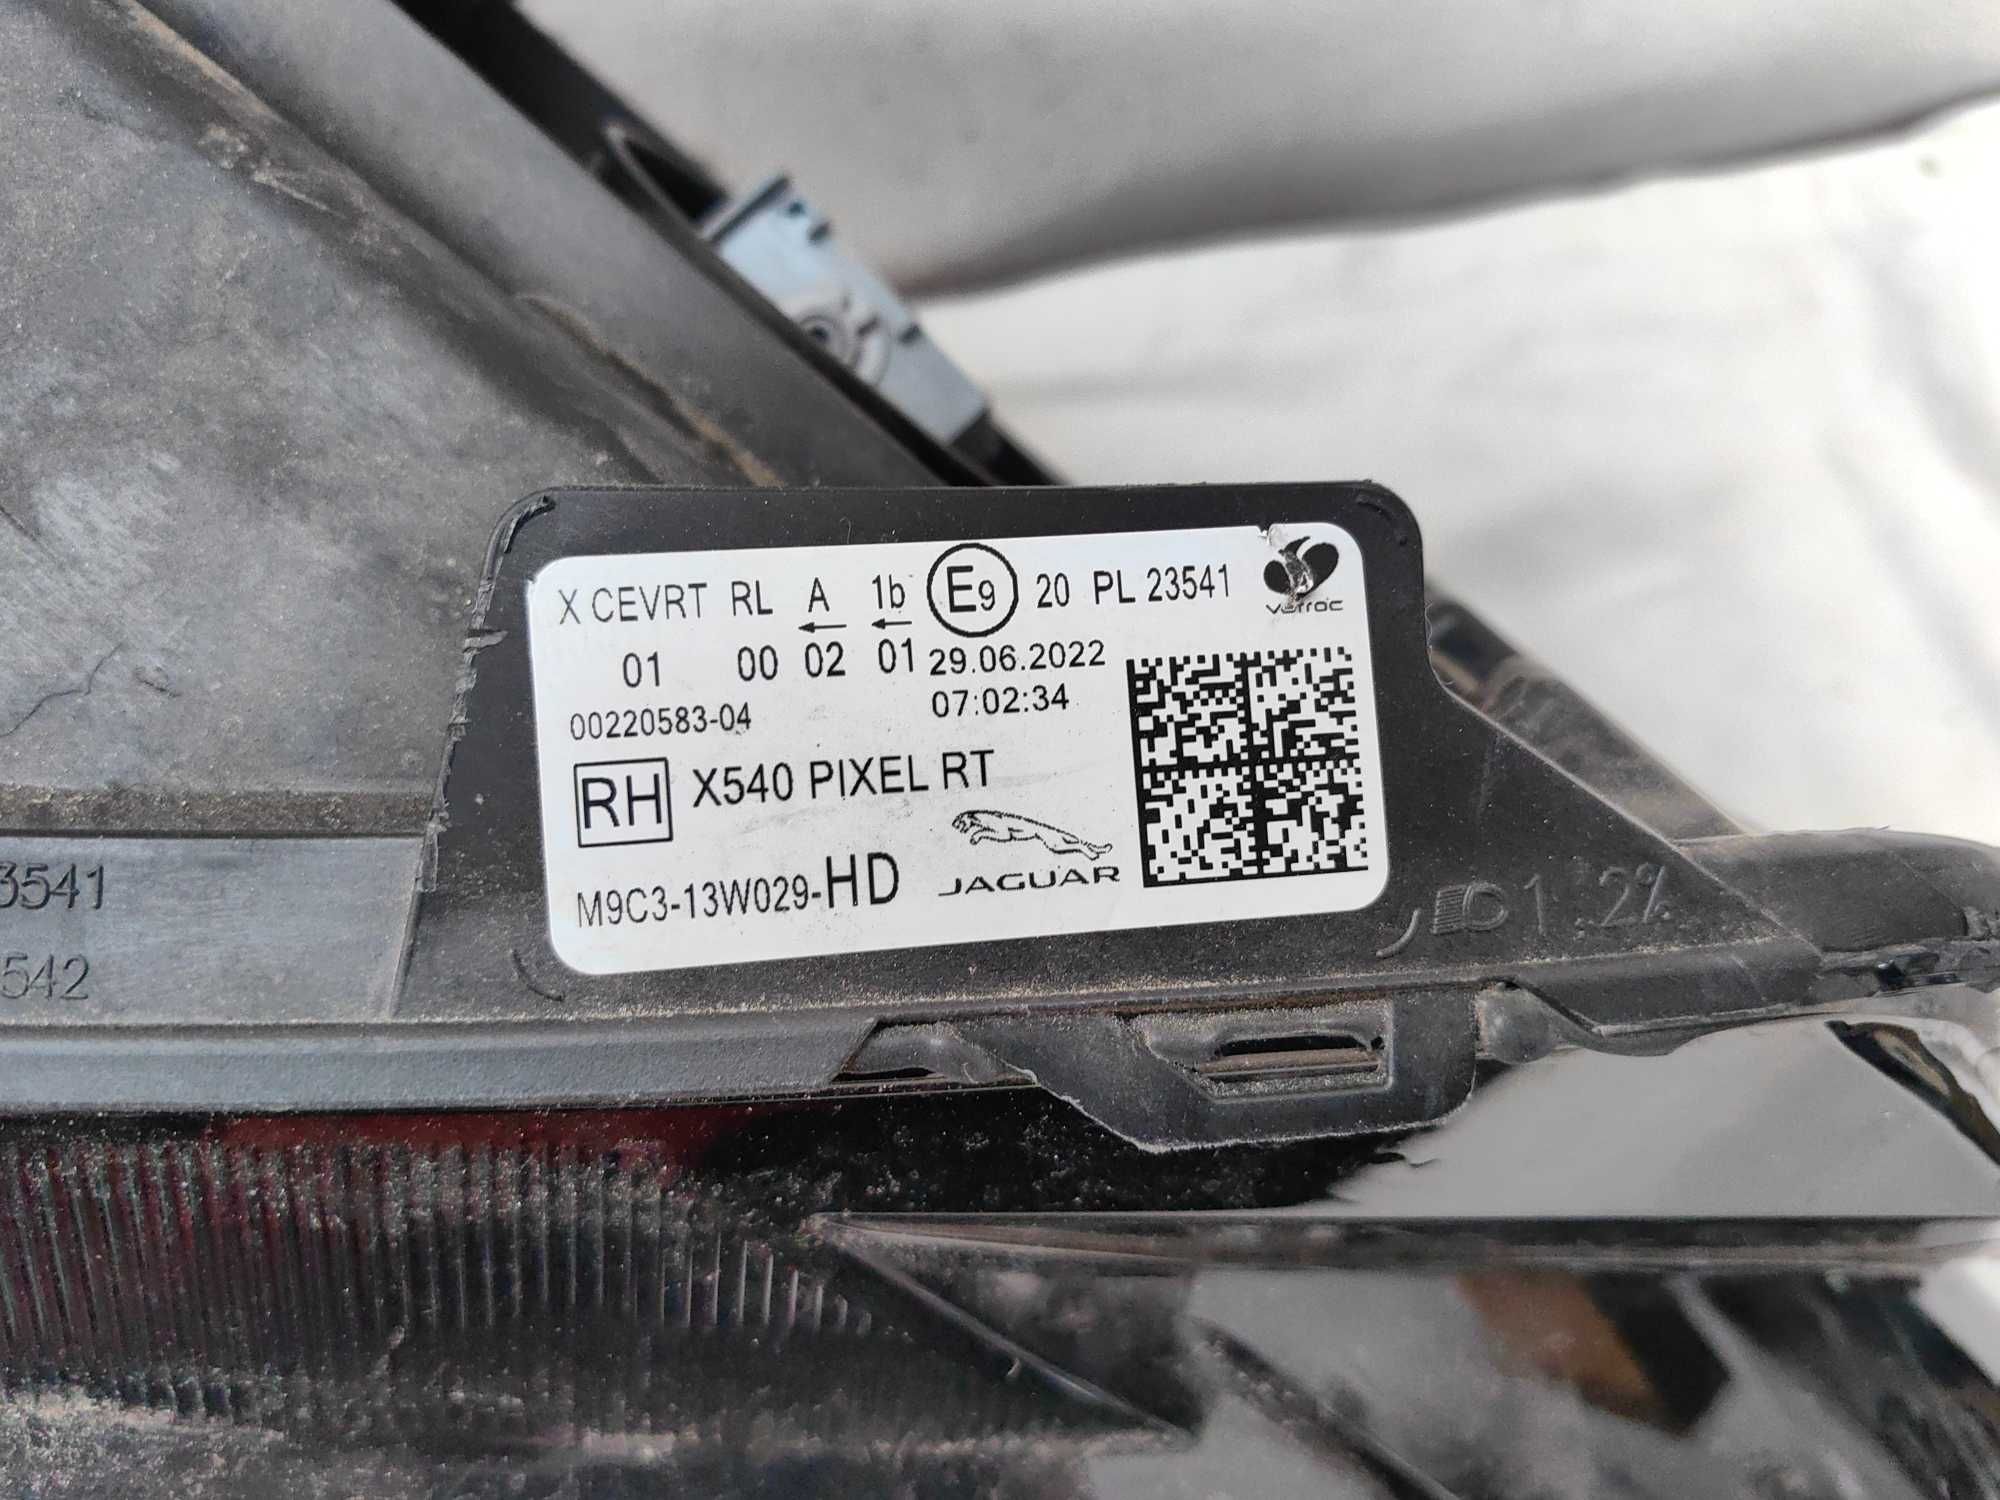 X CEVRT RL A 1b E9 20 PL 23541
varroc
01 00 02 01 29.06.2022
00220583-04 07:02:34
RH X540 PIXEL RT
M9C3-13W029-HD JAGUAR
1.2%
3541
542